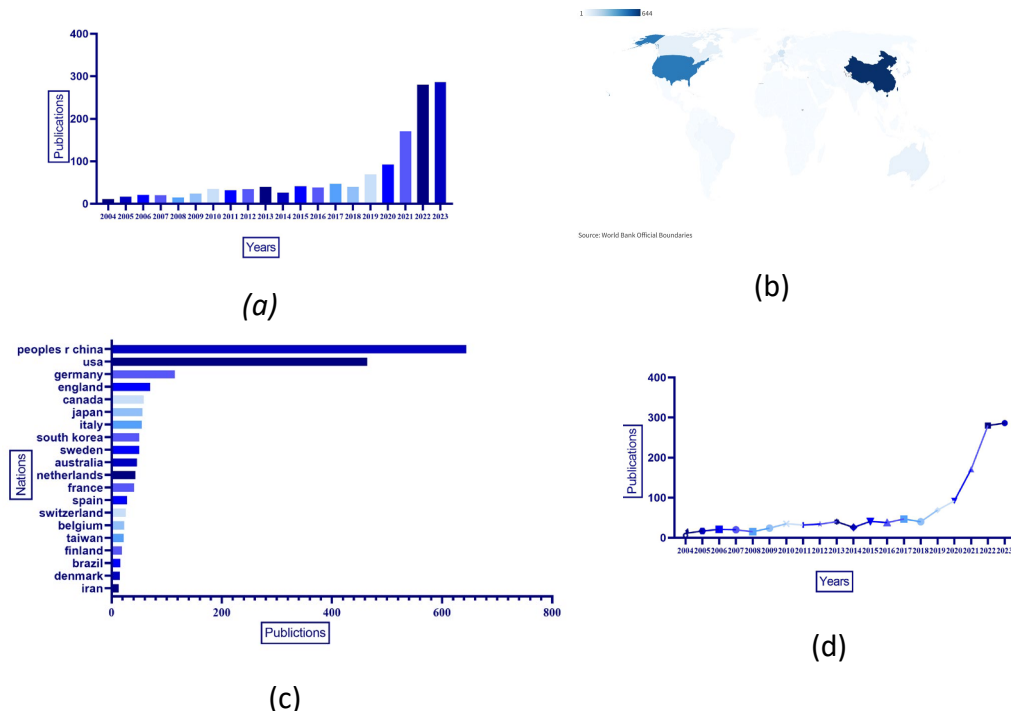 400
300
200
100
0
Publications
2004 2005 2006 2007 2008 2009 2010 2011 2012 2013 2014 2015 2016 2017 2018 2019 2020 2021 2022 2023
Years
(a)
1 644
Source: World Bank Official Boundaries
(b)
peoples r china
usa
germany
england
canada
japan
italy
south korea
sweden
australia
netherlands
france
spain
switzerland
belgium
taiwan
finland
brazil
denmark
iran
Nations
0 200 400 600 800
Publictions
(c)
400
300
200
100
0
Publications
2004 2005 2006 2007 2008 2009 2010 2011 2012 2013 2014 2015 2016 2017 2018 2019 2020 2021 2022 2023
Years
(d)